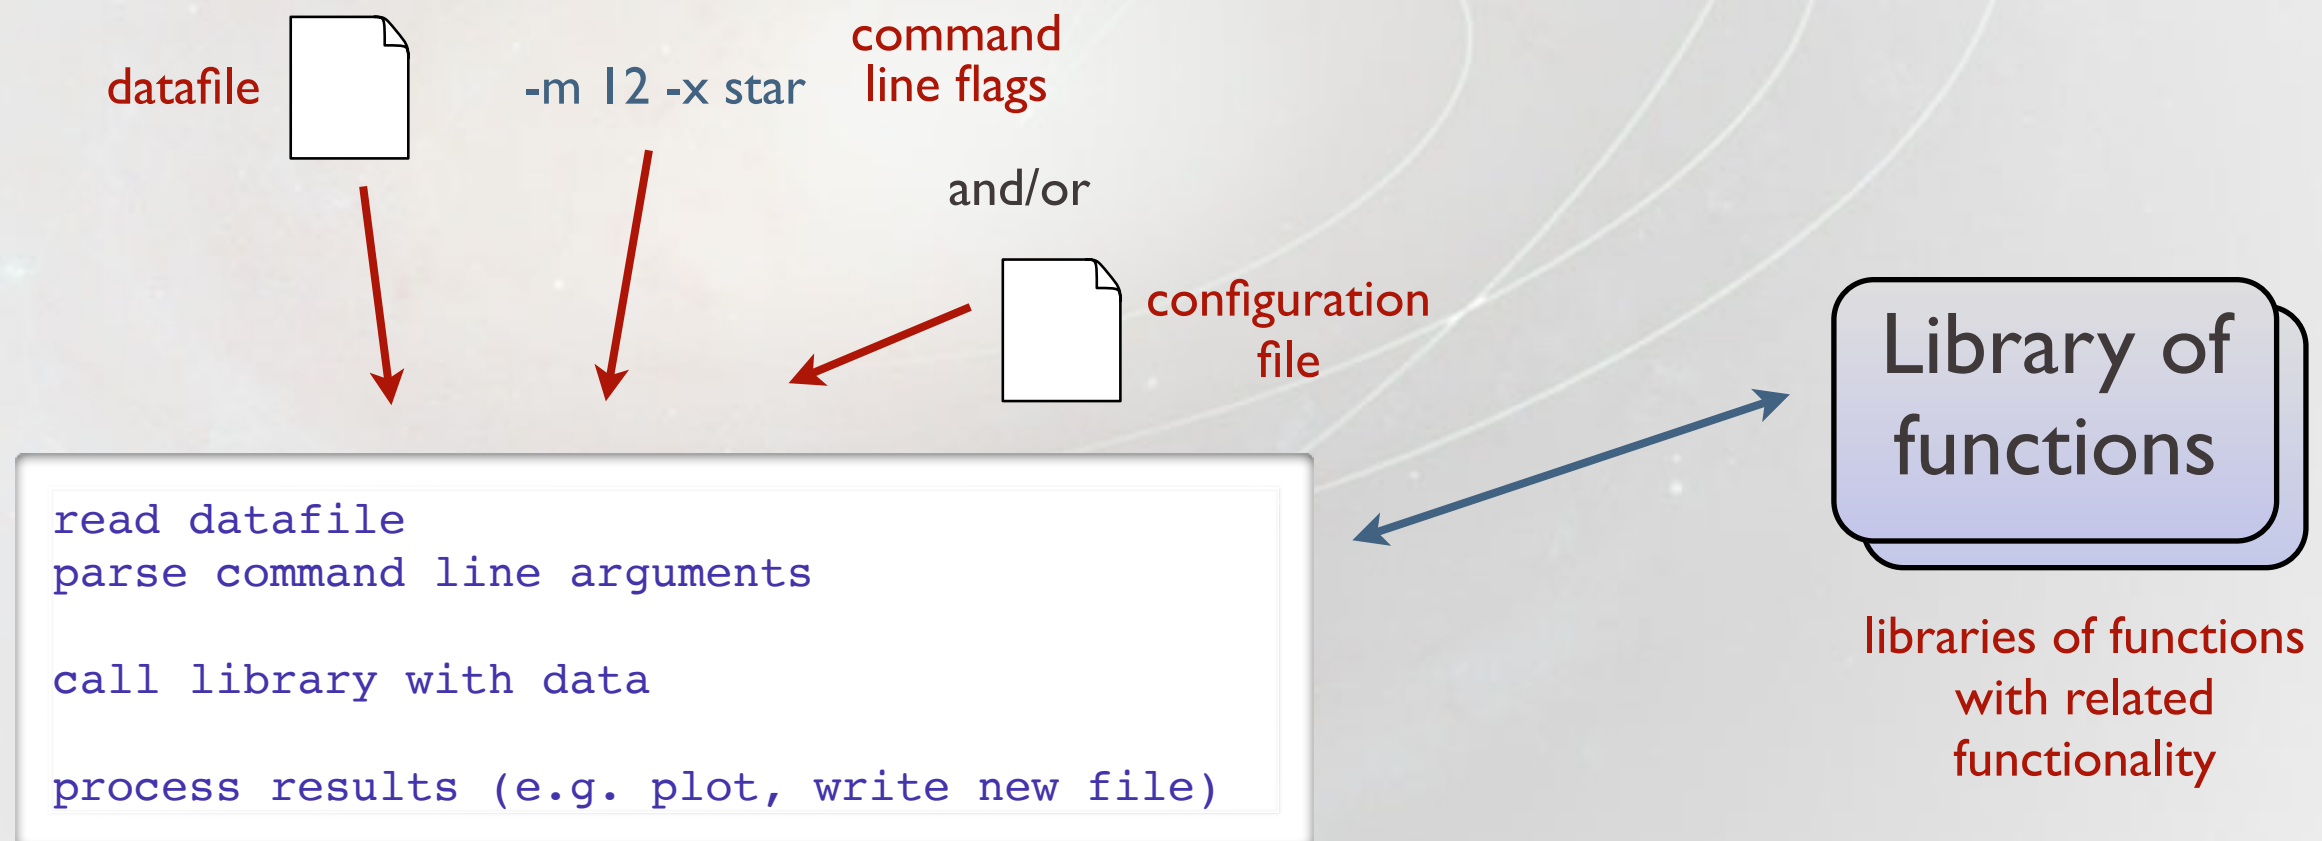 datafile
-m 12 -x star
command
line flags
and/or
configuration
file
read datafile
parse command line arguments
call library with data
process results (e.g. plot, write new file)
Library of
functions
libraries of functions
with related
functionality